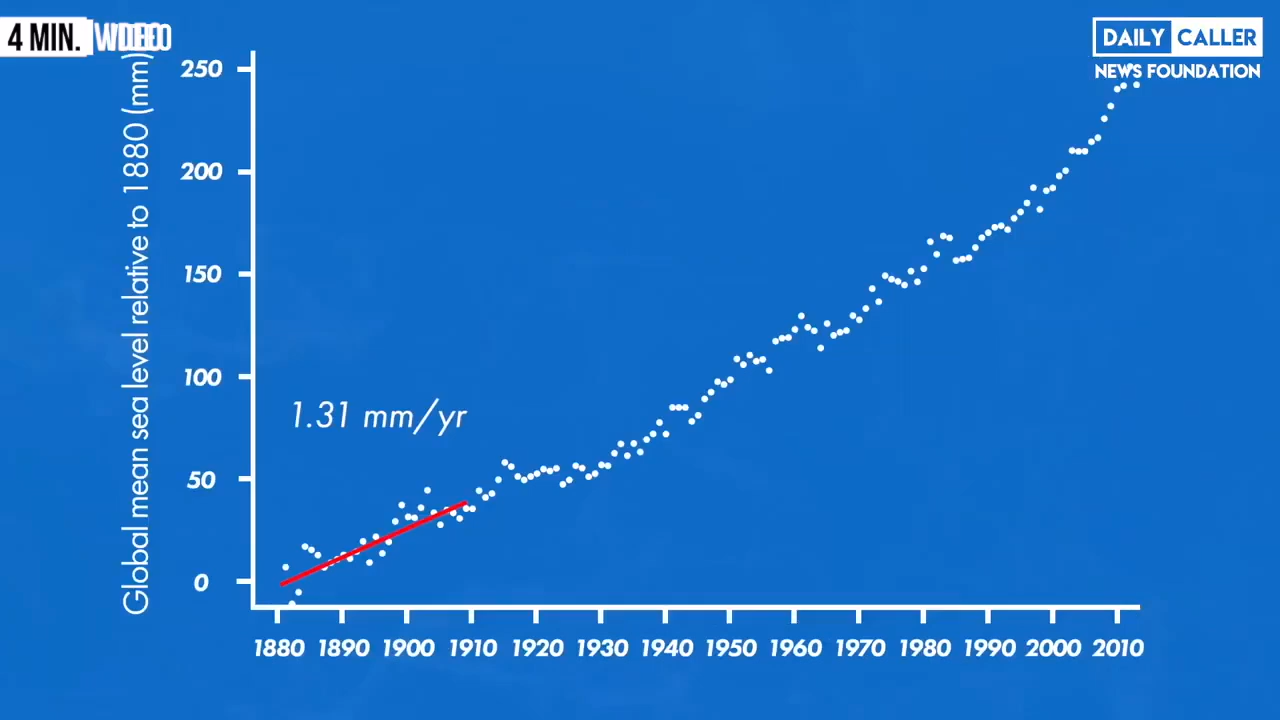 4 MIN. VIDEO
DAILY CALLER
NEWS FOUNDATION
Global mean sea level relative to 1880 (mm)
250
200
150
100
50
0
1.31 mm/yr
1880 1890 1900 1910 1920 1930 1940 1950 1960 1970 1980 1990 2000 2010